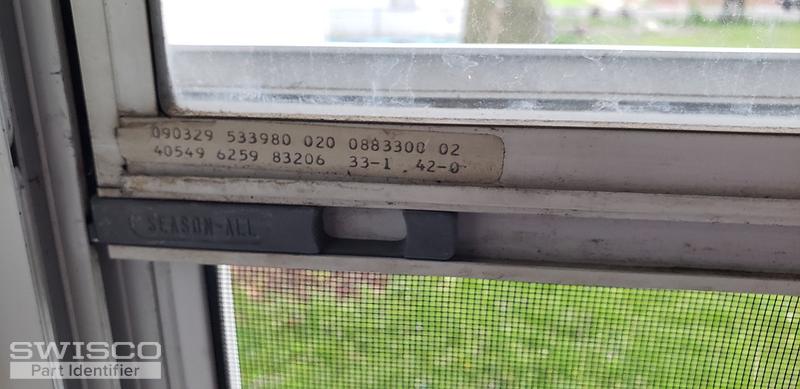 090329 533980 020 0883300 02
40549 6259 83206 33-1 42-0
SEASON-ALL
SWISCO
Part Identifier